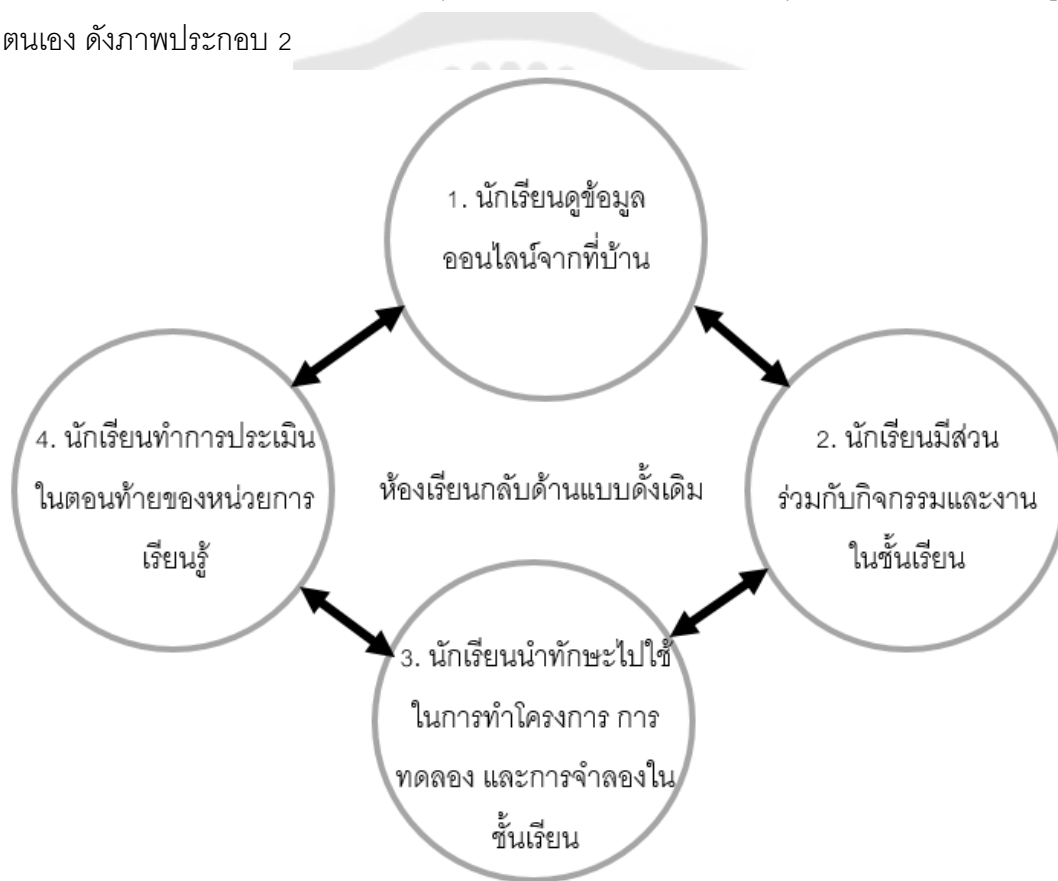 ตนเอง ดังภาพประกอบ 2
1. นักเรียนดูข้อมูล
ออนไลน์จากที่บ้าน
2. นักเรียนมีส่วน
ร่วมกับกิจกรรมและงาน
ในชั้นเรียน
3. นักเรียนนำทักษะไปใช้
ในการทำโครงการ การ
ทดลอง และการจำลองใน
ชั้นเรียน
4. นักเรียนทำการประเมิน
ในตอนท้ายของหน่วยการ
เรียนรู้
ห้องเรียนกลับด้านแบบดั้งเดิม